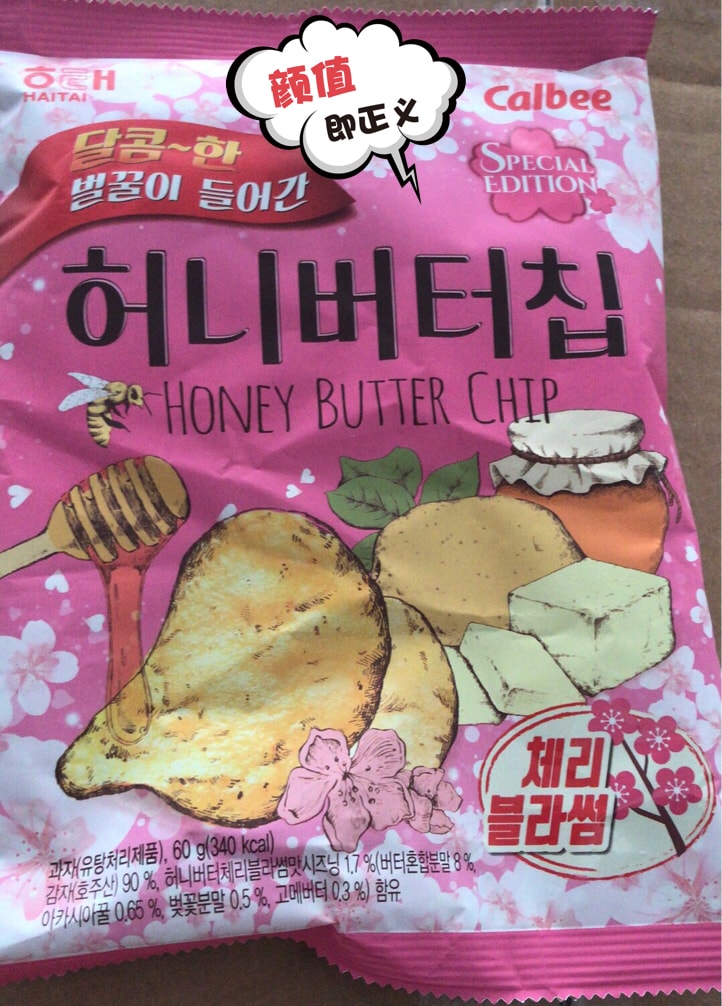 해태
HAITAI
颜值
即正义
Calbee
달콤~한
벌꿀이 들어간
SPECIAL
EDITION
허니버터칩
HONEY BUTTER CHIP
체리
블라썸
과자(유탕처리제품), 60 g(340 kcal)
감자(호주산) 90 %, 허니버터체리블라썸맛시즈닝 1.7 %(버터혼합분말 8 %,
아카시아꿀 0.65 %, 벚꽃분말 0.5 %, 고메버터 0.3 %) 함유